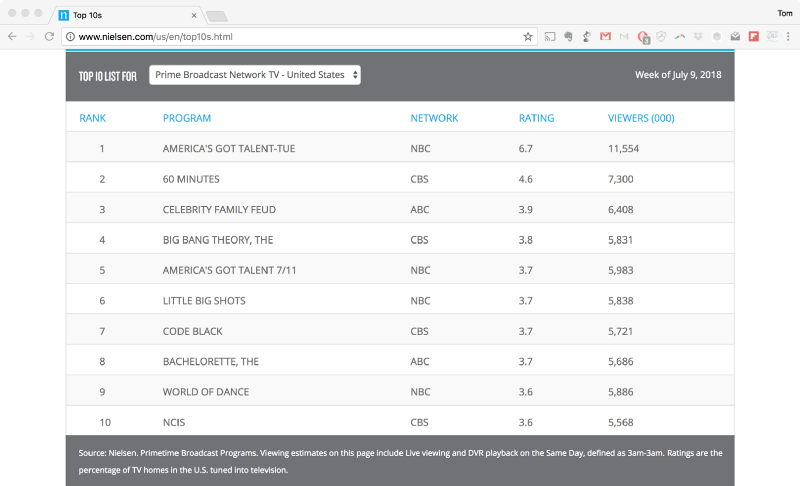 n Top 10s
Tom
www.nielsen.com/us/en/top10s.html
3
TOP 10 LIST FOR Prime Broadcast Network TV - United States Week of July 9, 2018
RANK PROGRAM NETWORK RATING VIEWERS (000)
1 AMERICA'S GOT TALENT-TUE NBC 6.7 11,554
2 60 MINUTES CBS 4.6 7,300
3 CELEBRITY FAMILY FEUD ABC 3.9 6,408
4 BIG BANG THEORY, THE CBS 3.8 5,831
5 AMERICA'S GOT TALENT 7/11 NBC 3.7 5,983
6 LITTLE BIG SHOTS NBC 3.7 5,838
7 CODE BLACK CBS 3.7 5,721
8 BACHELORETTE, THE ABC 3.7 5,686
9 WORLD OF DANCE NBC 3.6 5,886
10 NCIS CBS 3.6 5,568
Source: Nielsen. Primetime Broadcast Programs. Viewing estimates on this page include Live viewing and DVR playback on the Same Day, defined as 3am-3am. Ratings are the
percentage of TV homes in the U.S. tuned into television.